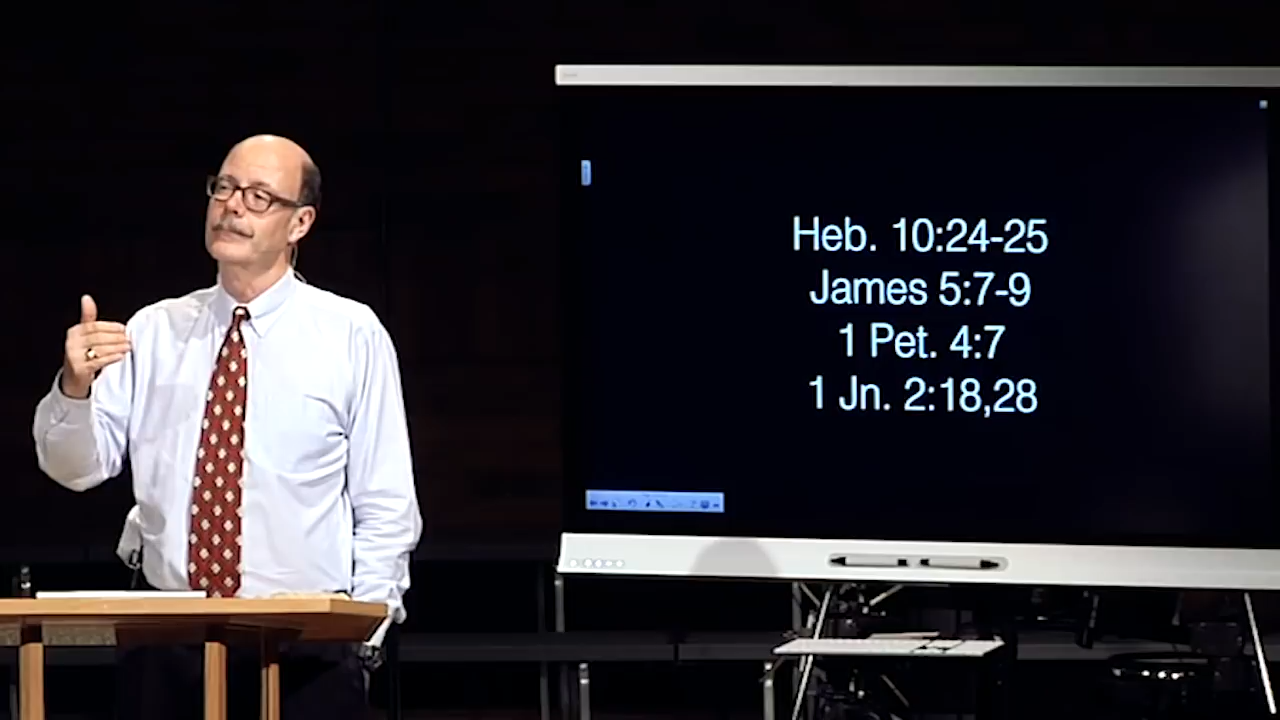 Heb. 10:24-25
James 5:7-9
1 Pet. 4:7
1 Jn. 2:18,28